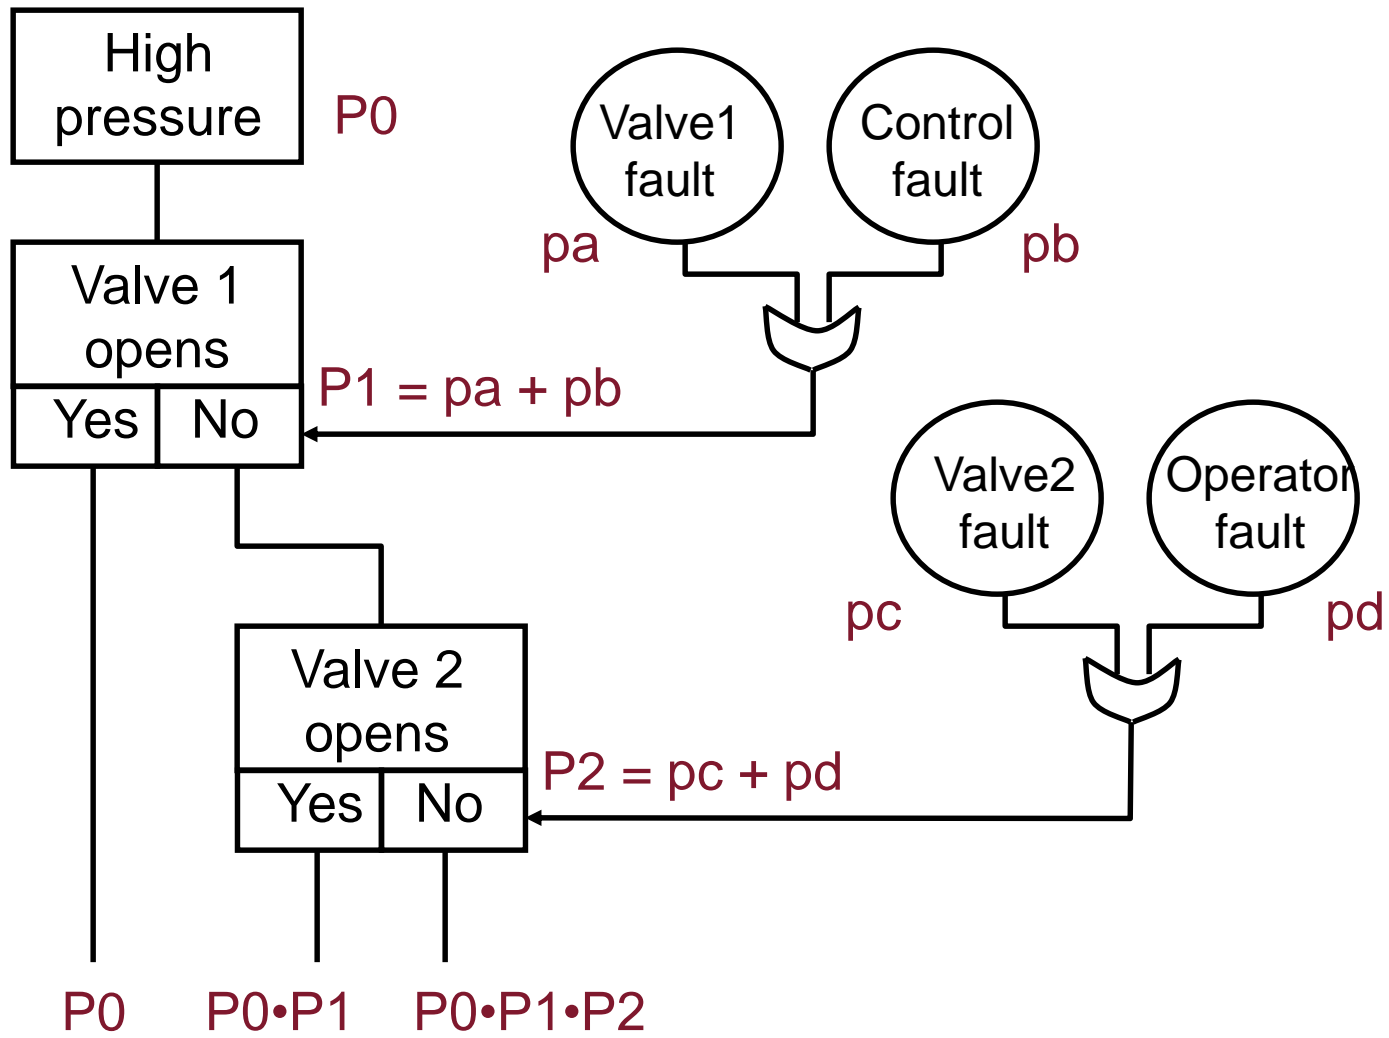 High
pressure
P0
Valve1
fault
pa
Control
fault
pb
Valve 1
opens
Yes
No
P1 = pa + pb
Valve2
fault
pc
Operator
fault
pd
Valve 2
opens
Yes
No
P2 = pc + pd
P0
P0•P1
P0•P1•P2